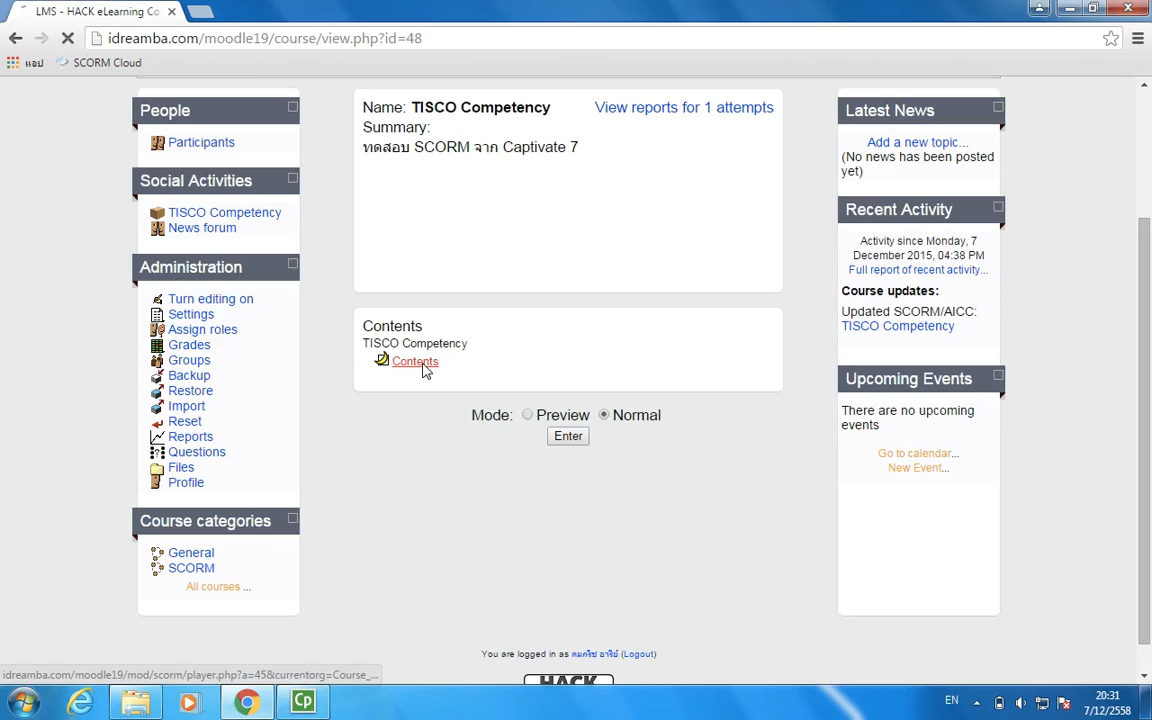 LMS - HACK eLearning Co
idreamba.com/moodle19/course/view.php?id=48
แอป
SCORM Cloud
People
Participants
Social Activities
TISCO Competency
News forum
Administration
Turn editing on
Settings
Assign roles
Grades
Groups
Backup
Restore
Import
Reset
Reports
Questions
Files
Profile
Course categories
General
SCORM
All courses ...
Name: TISCO Competency
View reports for 1 attempts
Summary:
ทดสอบ SCORM จาก Captivate 7
Contents
TISCO Competency
Contents
Mode: Preview Normal
Enter
Latest News
Add a new topic...
(No news has been posted
yet)
Recent Activity
Activity since Monday, 7
December 2015, 04:38 PM
Full report of recent activity...
Course updates:
Updated SCORM/AICC:
TISCO Competency
Upcoming Events
There are no upcoming
events
Go to calendar...
New Event...
You are logged in as (Logout)
HACK
idreamba.com/moodle19/mod/scorm/player.php?a=45&currentorg=Course_...
Cp
EN
20:31
7/12/2558